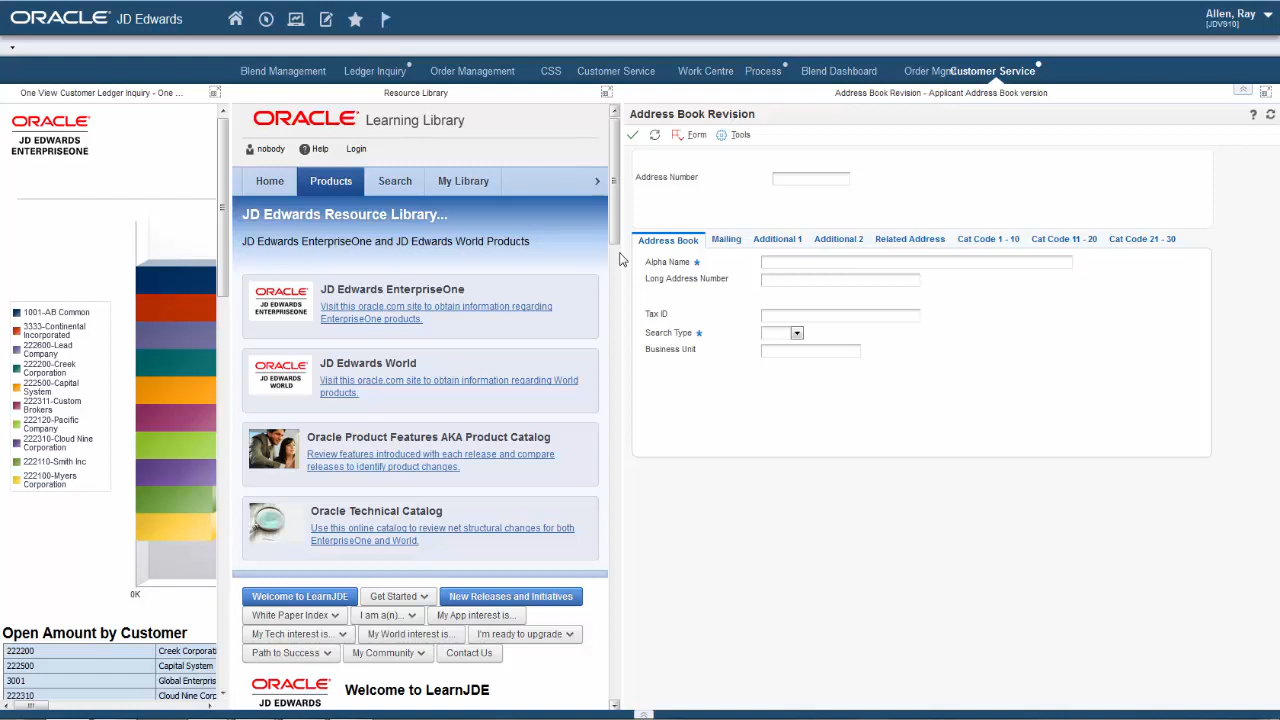 ORACLE JD Edwards
Allen, Ray
[JDV910]
Blend Management Ledger Inquiry Order Management CSS Customer Service Work Centre Process Blend Dashboard Order Mgm Customer Service
One View Customer Ledger Inquiry - One ...
Resource Library
Address Book Revision - Applicant Address Book version
ORACLE
JD EDWARDS
ENTERPRISEONE
1001-AB Common
3333-Continental
Incorporated
222600-Lead
Company
222200-Creek
Corporation
222500-Capital
System
222311-Custom
Brokers
222120-Pacific
Company
222310-Cloud Nine
Corporation
222110-Smith Inc
222100-Myers
Corporation
0K
Open Amount by Customer
222200 Creek Corporati
222500 Capital System
3001 Global Enterpris
222310 Cloud Nine Corp
ORACLE Learning Library
nobody Help Login
Home Products Search My Library
JD Edwards Resource Library...
JD Edwards EnterpriseOne and JD Edwards World Products
ORACLE
JD EDWARDS
ENTERPRISEONE
JD Edwards EnterpriseOne
Visit this oracle.com site to obtain information regarding
EnterpriseOne products.
ORACLE
JD EDWARDS
WORLD
JD Edwards World
Visit this oracle.com site to obtain information regarding World
products.
Oracle Product Features AKA Product Catalog
Review features introduced with each release and compare
releases to identify product changes.
Oracle Technical Catalog
Use this online catalog to review net structural changes for both
EnterpriseOne and World.
Welcome to LearnJDE Get Started New Releases and Initiatives
White Paper Index I am a(n)... My App interest is...
My Tech interest is... My World interest is... I'm ready to upgrade
Path to Success My Community Contact Us
ORACLE
JD EDWARDS
Welcome to LearnJDE
Address Book Revision
Form Tools
Address Number
Address Book Mailing Additional 1 Additional 2 Related Address Cat Code 1 - 10 Cat Code 11 - 20 Cat Code 21 - 30
Alpha Name *
Long Address Number
Tax ID
Search Type *
Business Unit